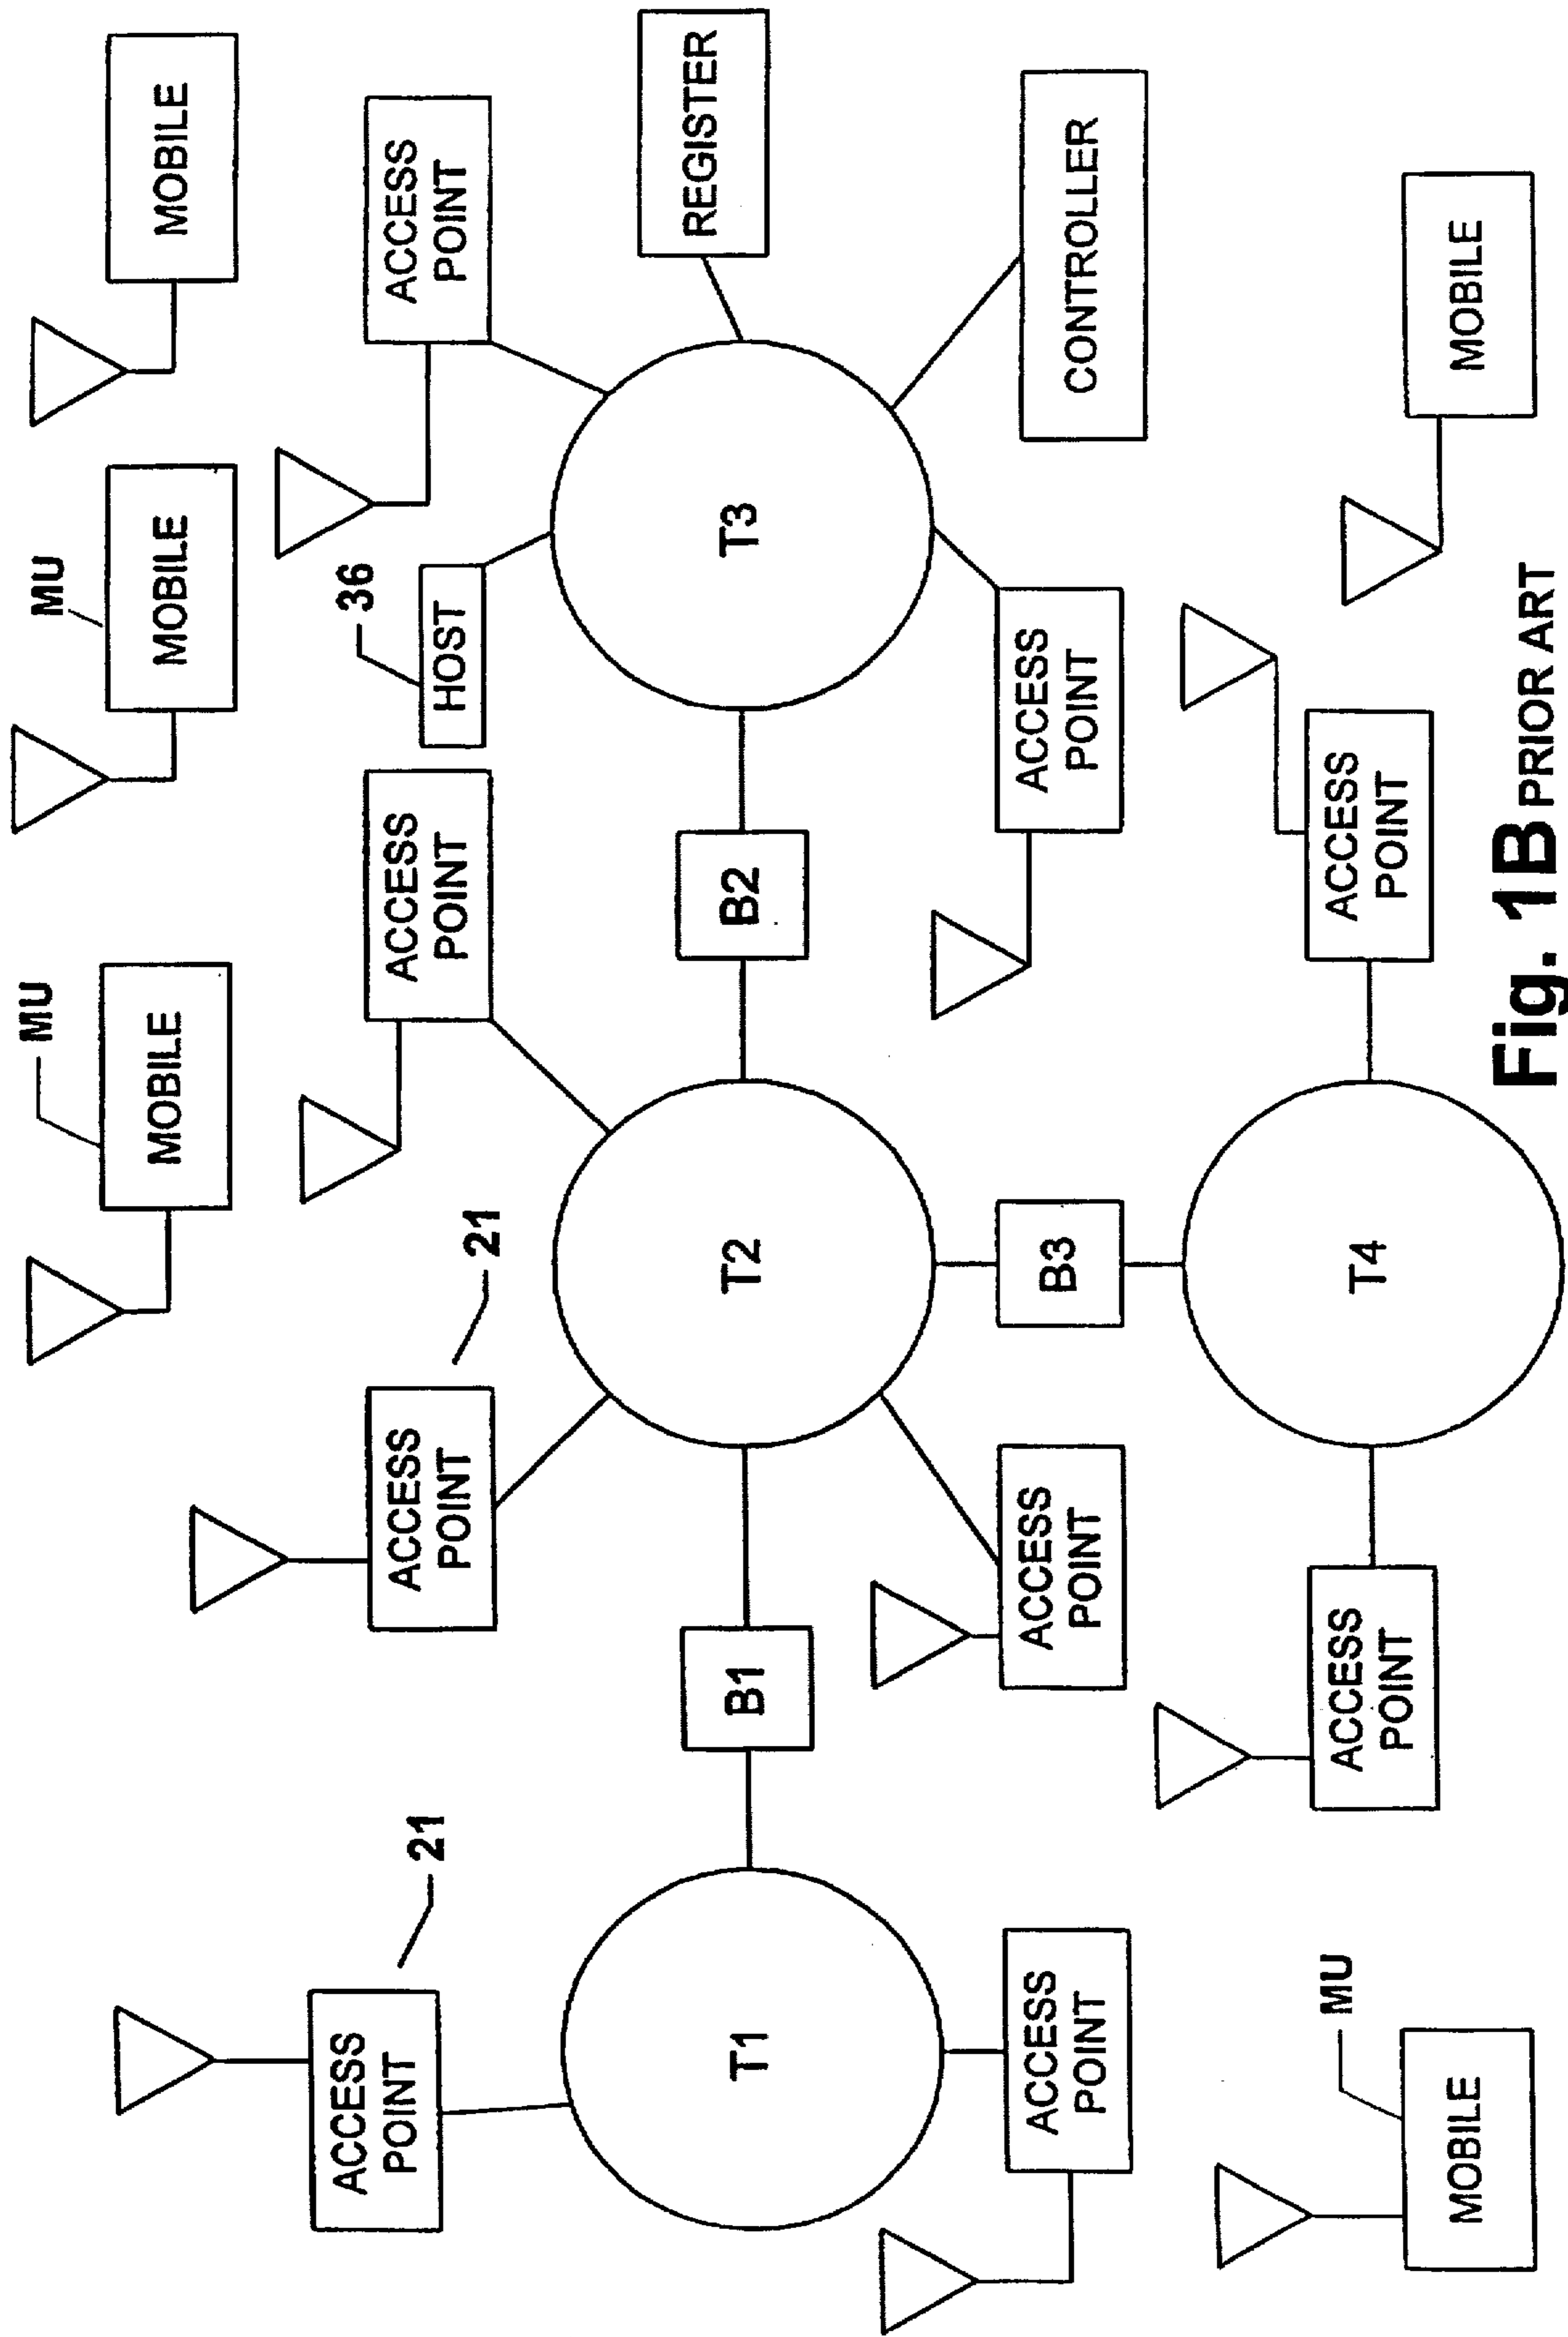 MU
MU
MOBILE
MOBILE
MOBILE
21
21
36
ACCESS
POINT
ACCESS
POINT
ACCESS
POINT
HOST
ACCESS
POINT
T1
B1
T2
B2
T3
REGISTER
ACCESS
POINT
ACCESS
POINT
B3
ACCESS
POINT
CONTROLLER
MU
MOBILE
ACCESS
POINT
T4
ACCESS
POINT
MOBILE
Fig. 1B PRIOR ART